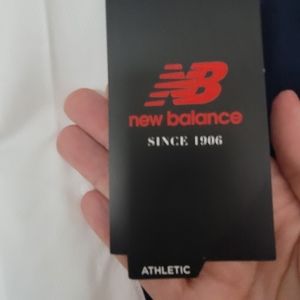 NB
new balance
SINCE 1906
ATHLETIC